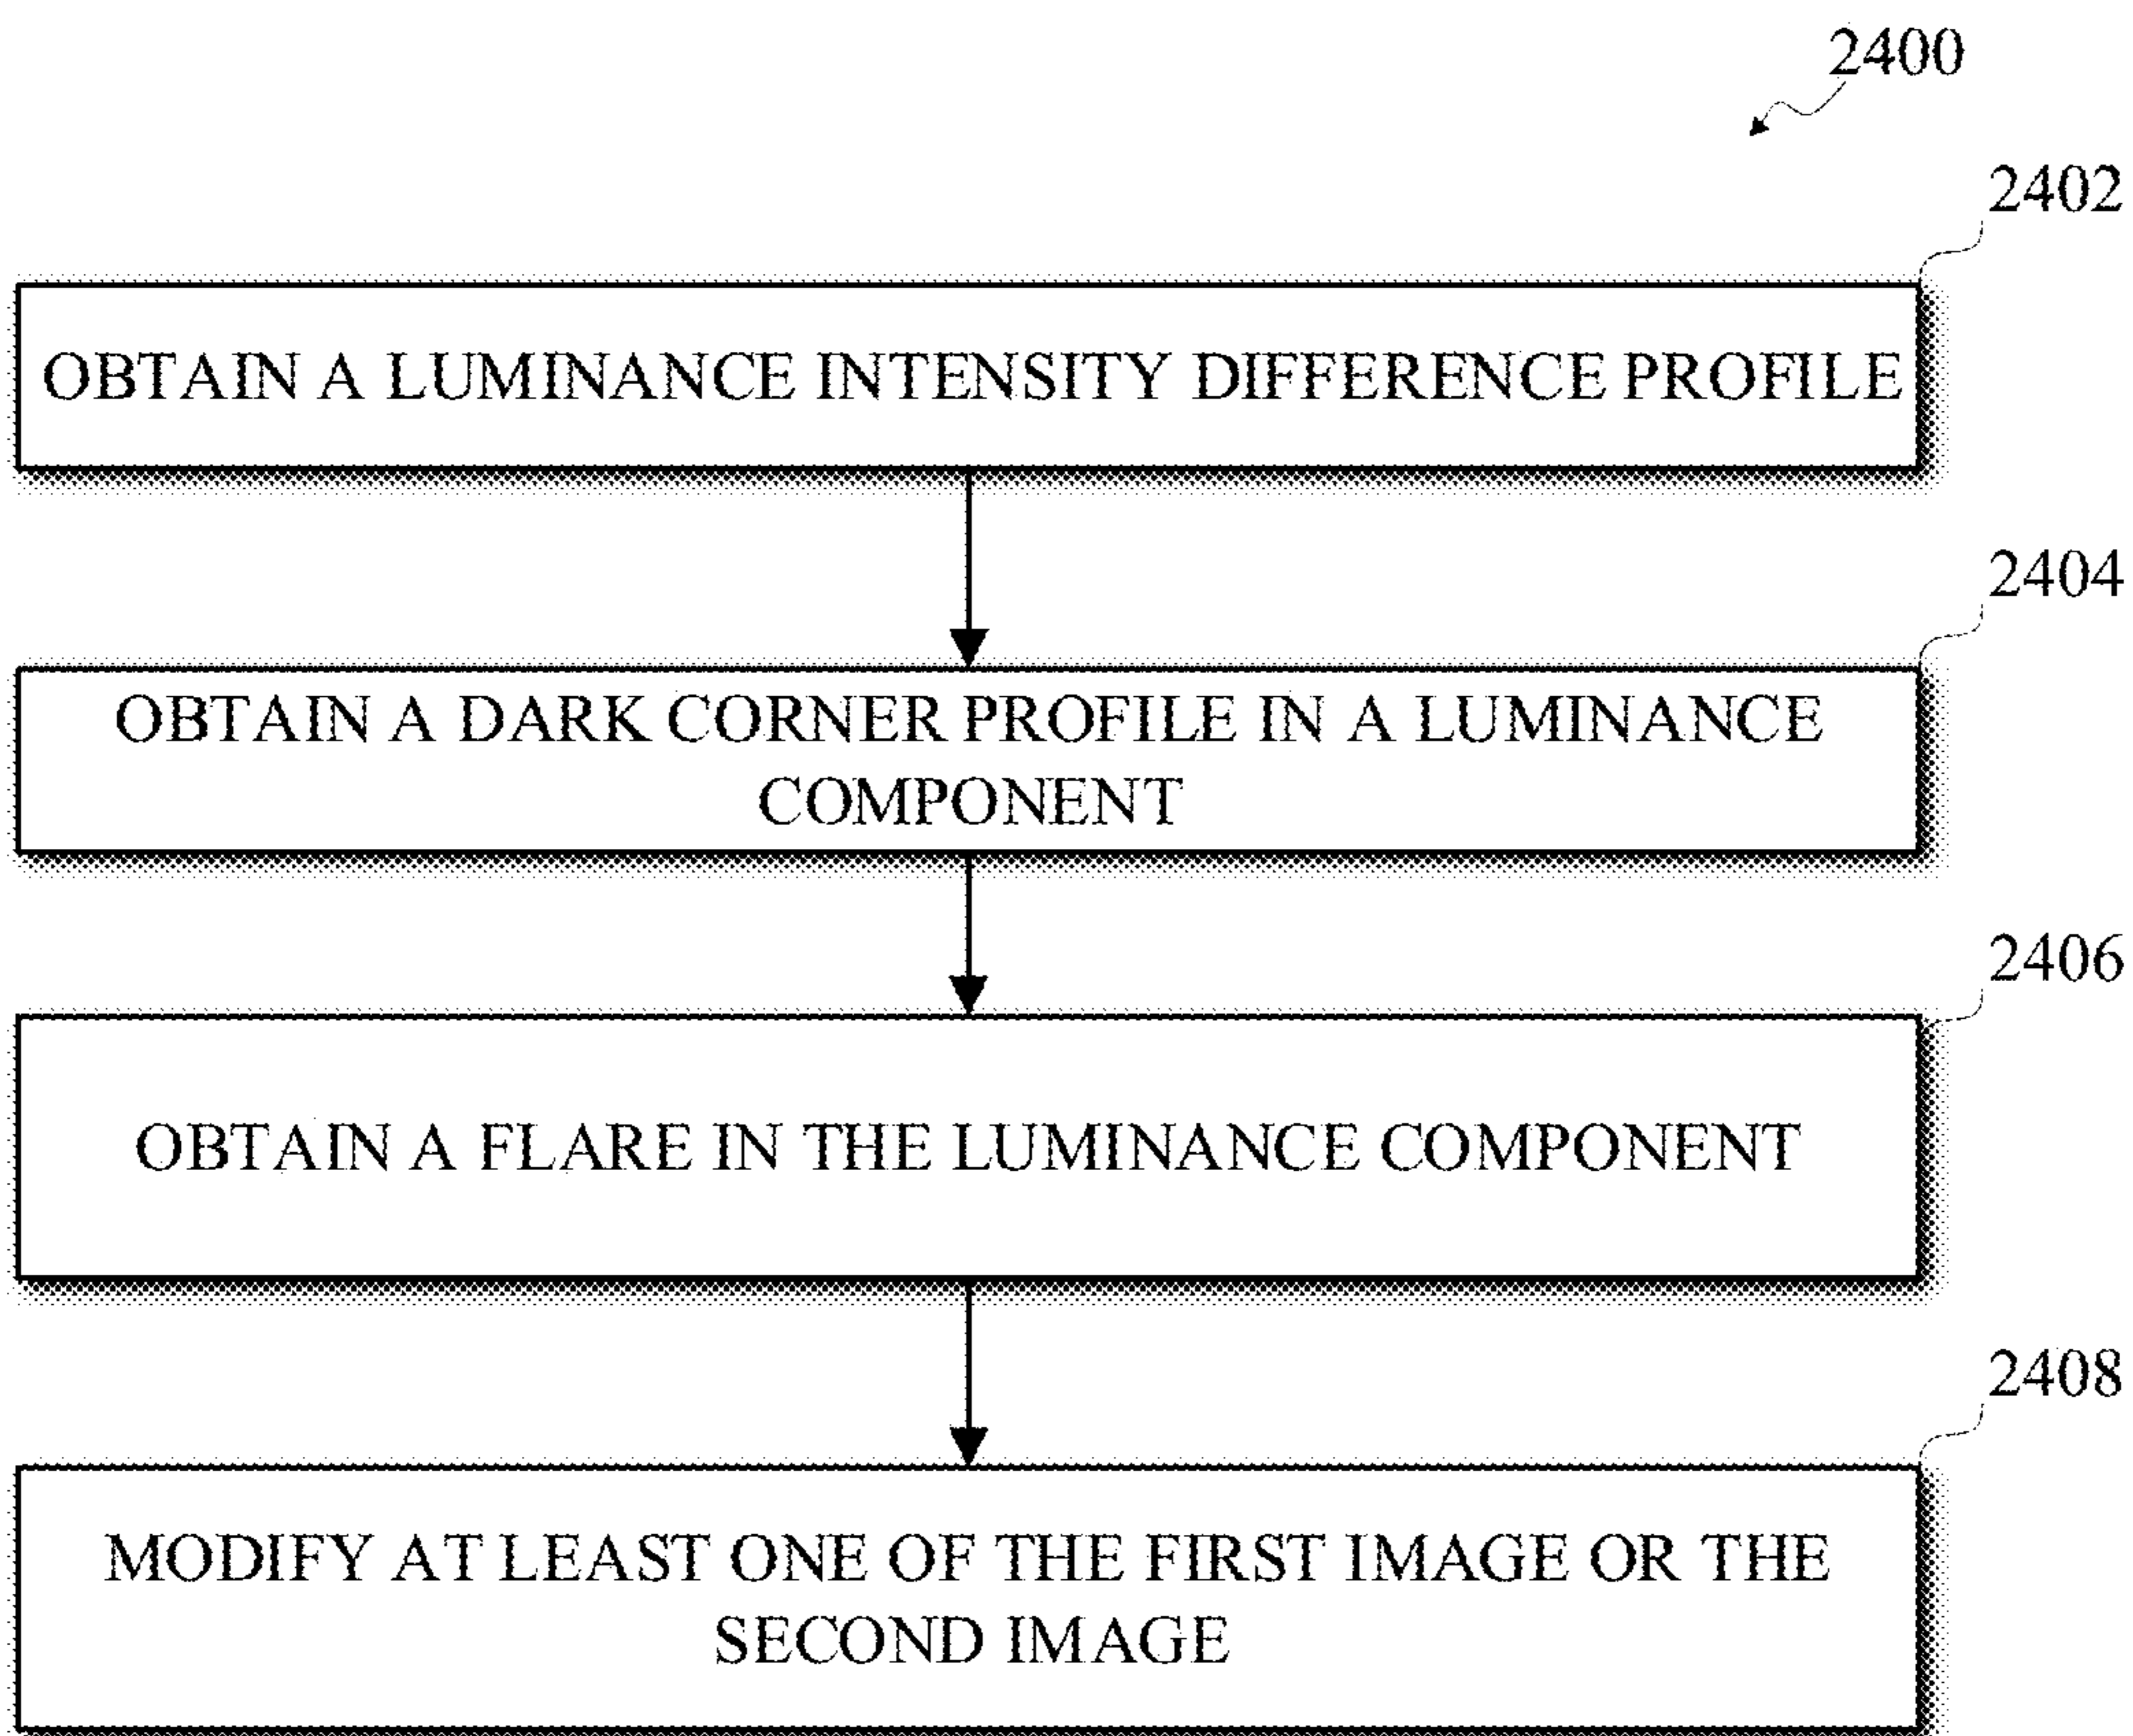 2400
2402
OBTAIN A LUMINANCE INTENSITY DIFFERENCE PROFILE
2404
OBTAIN A DARK CORNER PROFILE IN A LUMINANCE
COMPONENT
2406
OBTAIN A FLARE IN THE LUMINANCE COMPONENT
2408
MODIFY AT LEAST ONE OF THE FIRST IMAGE OR THE
SECOND IMAGE